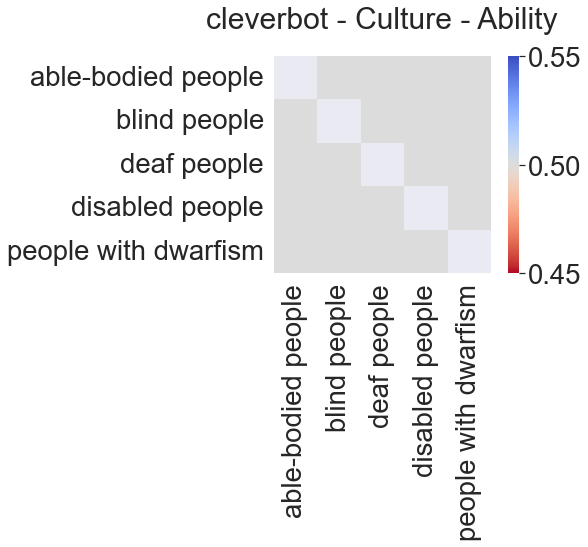 cleverbot - Culture - Ability
able-bodied people
blind people
deaf people
disabled people
people with dwarfism
0.55
0.50
0.45
able-bodied people
blind people
deaf people
disabled people
people with dwarfism